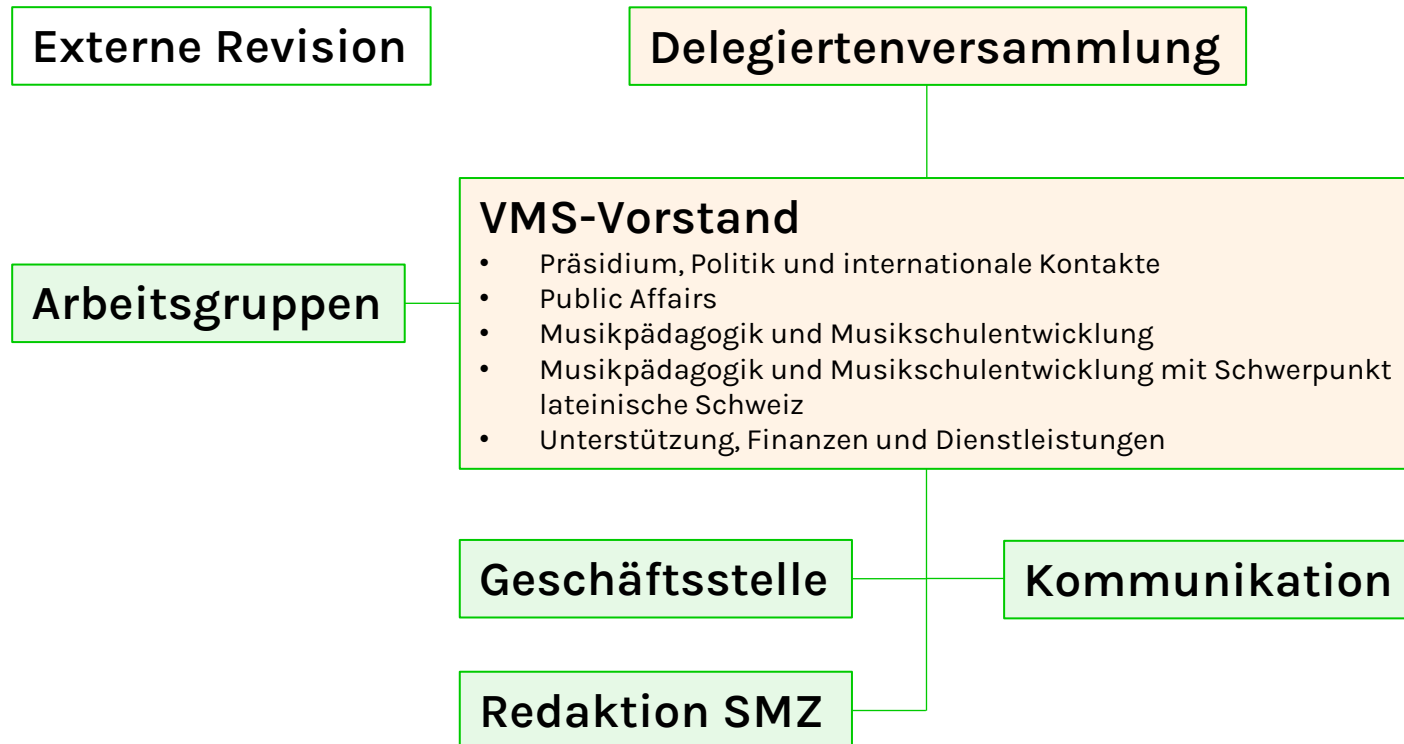 Externe Revision
Delegiertenversammlung
VMS-Vorstand
• Präsidium, Politik und internationale Kontakte
• Public Affairs
• Musikpädagogik und Musikschulentwicklung
• Musikpädagogik und Musikschulentwicklung mit Schwerpunkt
lateinische Schweiz
• Unterstützung, Finanzen und Dienstleistungen
Arbeitsgruppen
Geschäftsstelle
Kommunikation
Redaktion SMZ